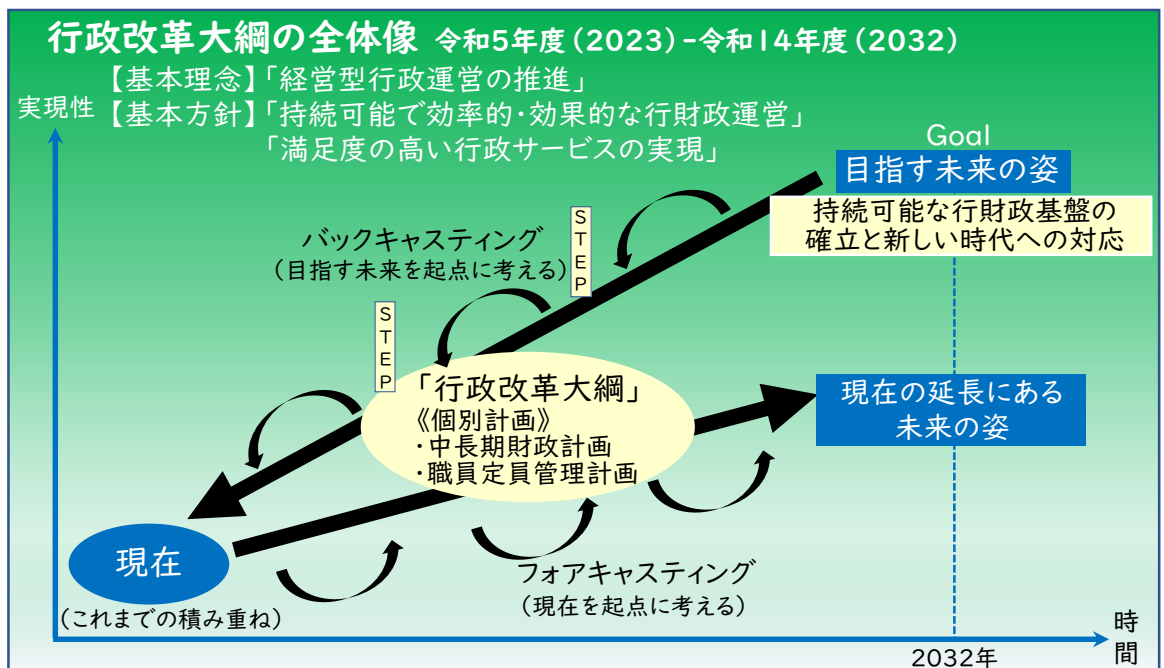 行政改革大綱の全体像 令和5年度(2023)-令和14年度(2032)
【基本理念】「経営型行政運営の推進」
実現性
【基本方針】「持続可能で効率的・効果的な行財政運営」
「満足度の高い行政サービスの実現」
Goal
目指す未来の姿
持続可能な行財政基盤の
確立と新しい時代への対応
バックキャスティング
(目指す未来を起点に考える)
STEP
STEP
「行政改革大綱」
《個別計画》
・中長期財政計画
・職員定員管理計画
現在の延長にある
未来の姿
現在
(これまでの積み重ね)
フォアキャスティング
(現在を起点に考える)
時間
2032年